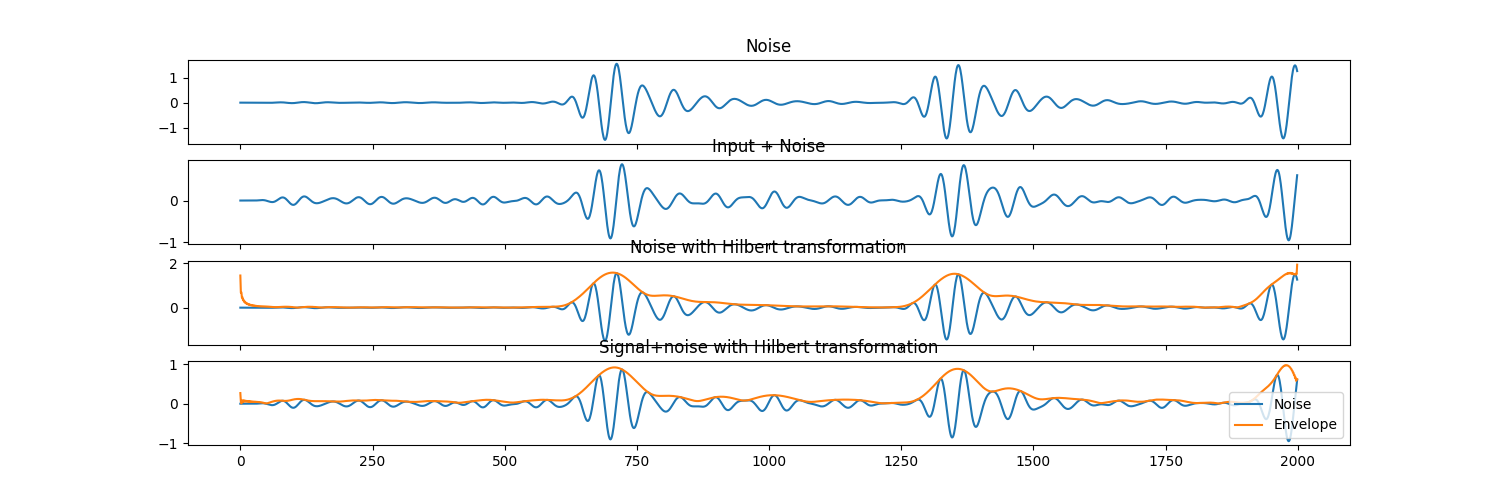 Noise
1
0
−1
Input + Noise
0
−1
Noise with Hilbert transformation
2
0
Signal+noise with Hilbert transformation
1
0
−1
Noise
Envelope
0 250 500 750 1000 1250 1500 1750 2000